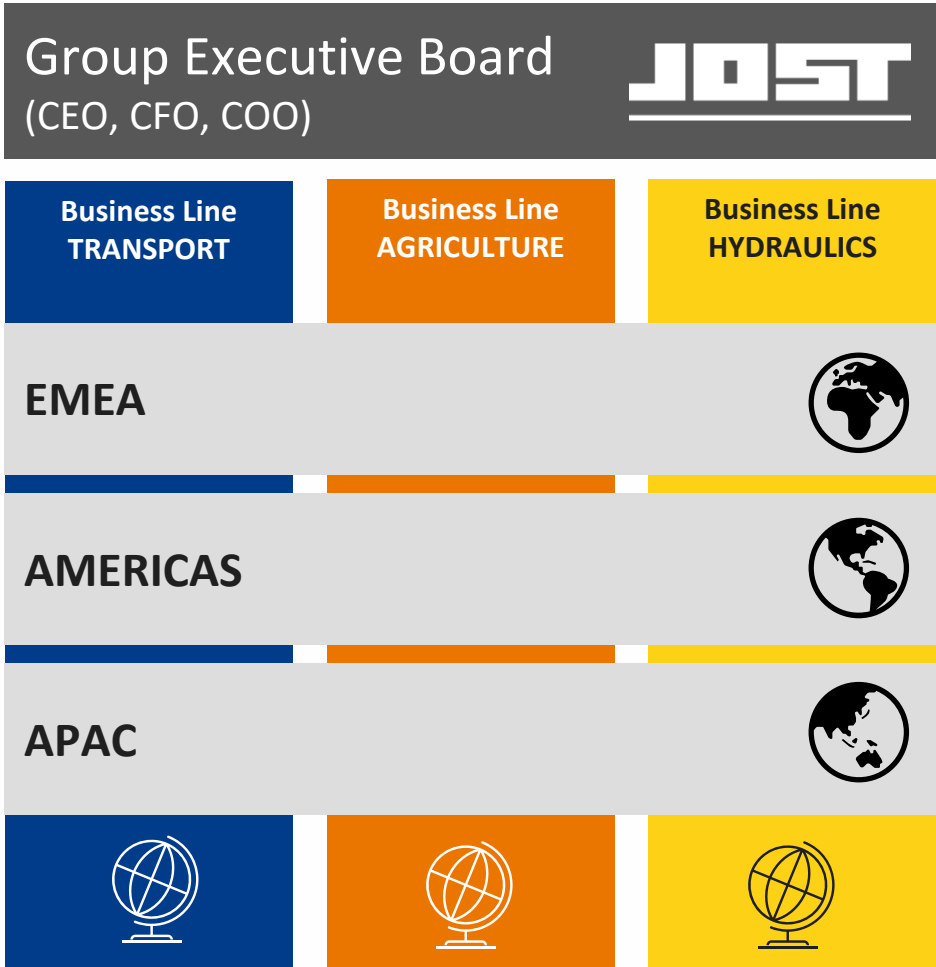 Group Executive Board
(CEO, CFO, COO)
JOST
Business Line
TRANSPORT
Business Line
AGRICULTURE
Business Line
HYDRAULICS
EMEA
AMERICAS
APAC